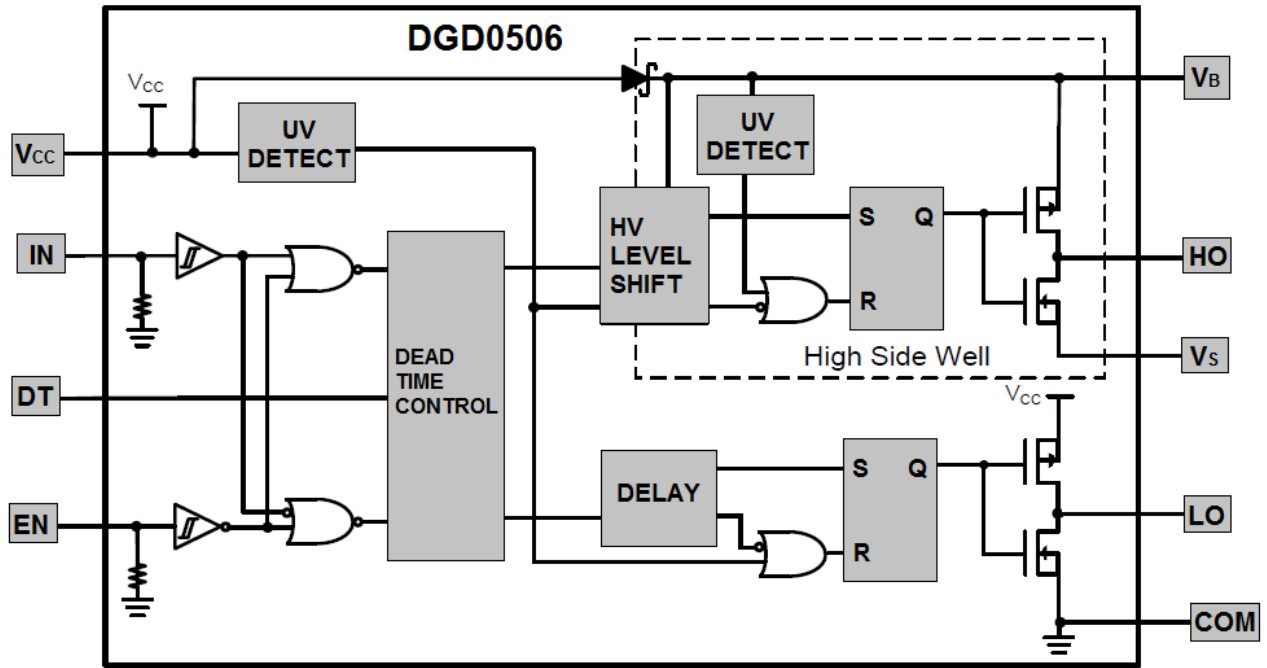 DGD0506
VCC
VB
UV
DETECT
UV
DETECT
VCC
IN
HV
LEVEL
SHIFT
S
Q
R
HO
High Side Well
VS
DEAD
TIME
CONTROL
DT
VCC
DELAY
S
Q
R
EN
LO
COM